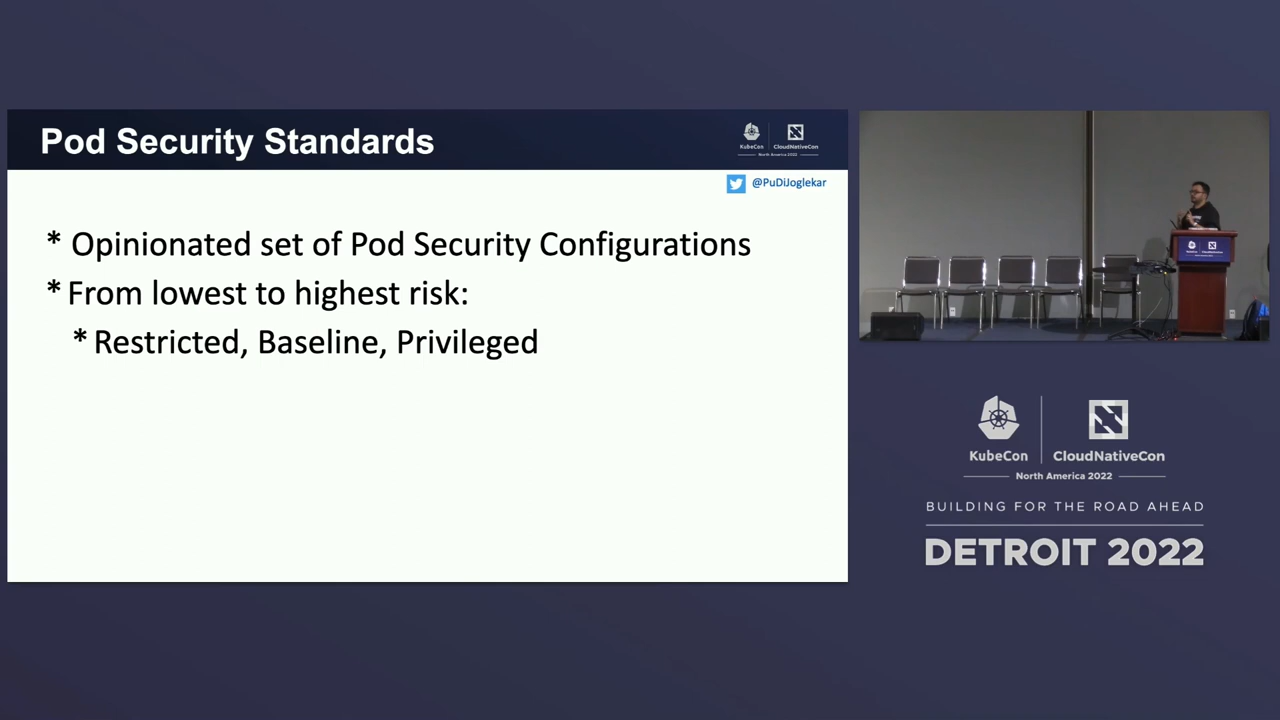 Pod Security Standards
KubeCon
CloudNativeCon
North America 2022
@PuDiJoglekar
* Opinionated set of Pod Security Configurations
* From lowest to highest risk:
* Restricted, Baseline, Privileged
KubeCon
CloudNativeCon
North America 2022
BUILDING FOR THE ROAD AHEAD
DETROIT 2022